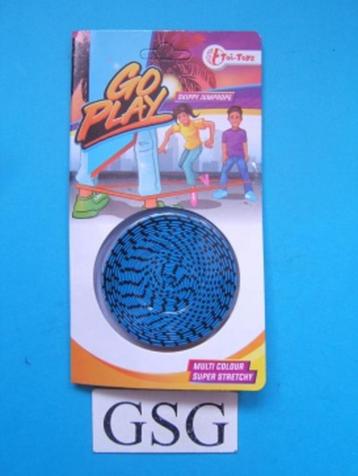 Toi-Toys
GO
PLAY
SKIPPY JUMPROPE
MULTI COLOUR
SUPER STRETCHY
GSG